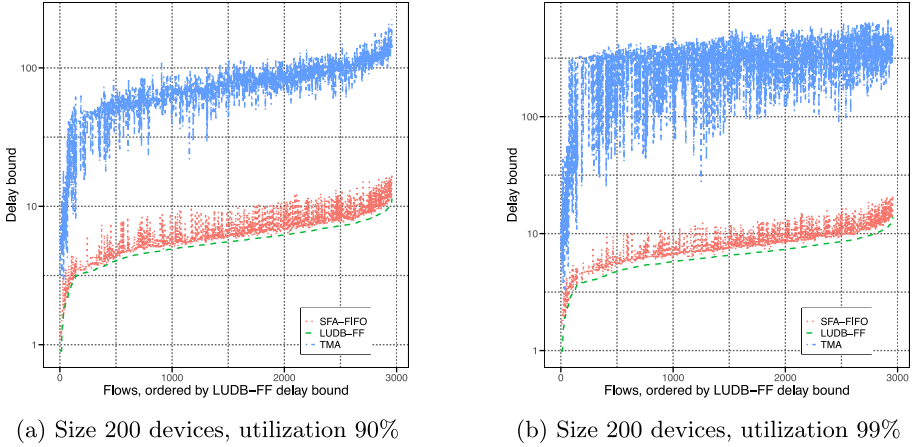 100
10
1
Delay bound
SFA−FIFO
LUDB−FF
TMA
0
1000
2000
3000
Flows, ordered by LUDB−FF delay bound
(a) Size 200 devices, utilization 90%
100
10
1
Delay bound
SFA−FIFO
LUDB−FF
TMA
0
1000
2000
3000
Flows, ordered by LUDB−FF delay bound
(b) Size 200 devices, utilization 99%